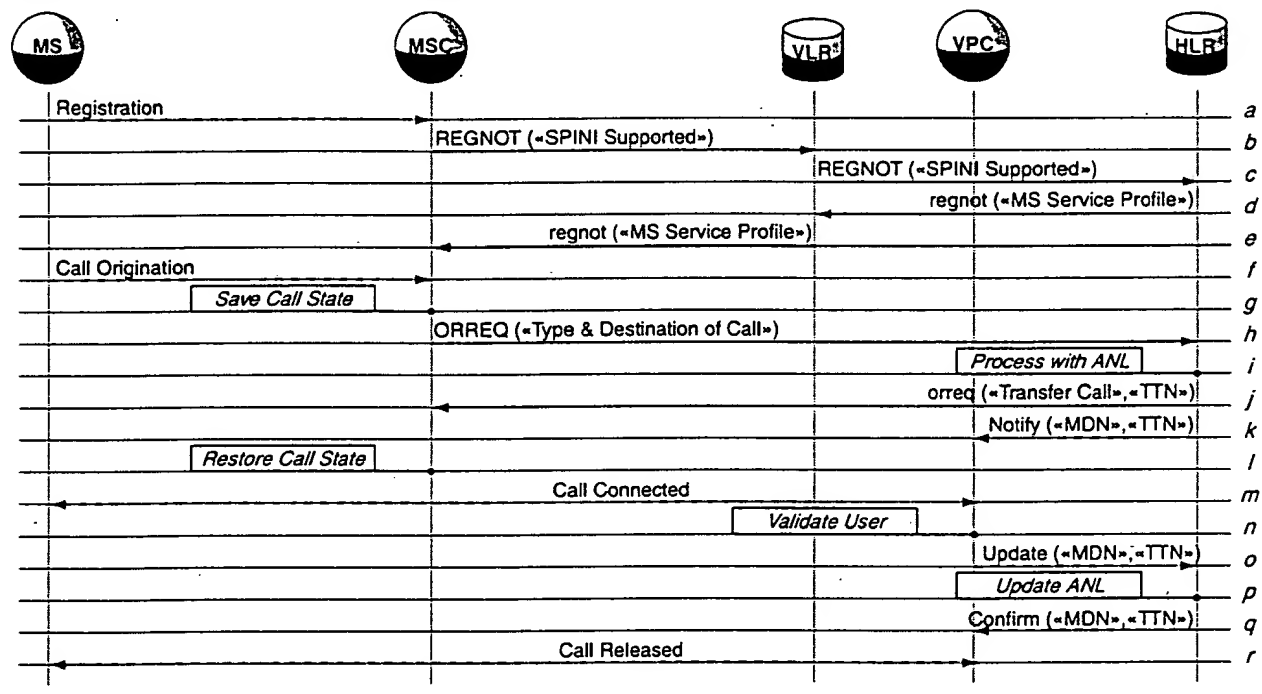 MS MSC VLR* VPC HLR*
Registration a
REGNOT («SPINI Supported») b
REGNOT («SPINI Supported») c
regnot («MS Service Profile») d
regnot («MS Service Profile») e
Call Origination f
Save Call State g
ORREQ («Type & Destination of Call») h
Process with ANL i
orreq («Transfer Call»,«TTN») j
Notify («MDN»,«TTN») k
Restore Call State l
Call Connected m
Validate User n
Update («MDN»,«TTN») o
Update ANL p
Confirm («MDN»,«TTN») q
Call Released r